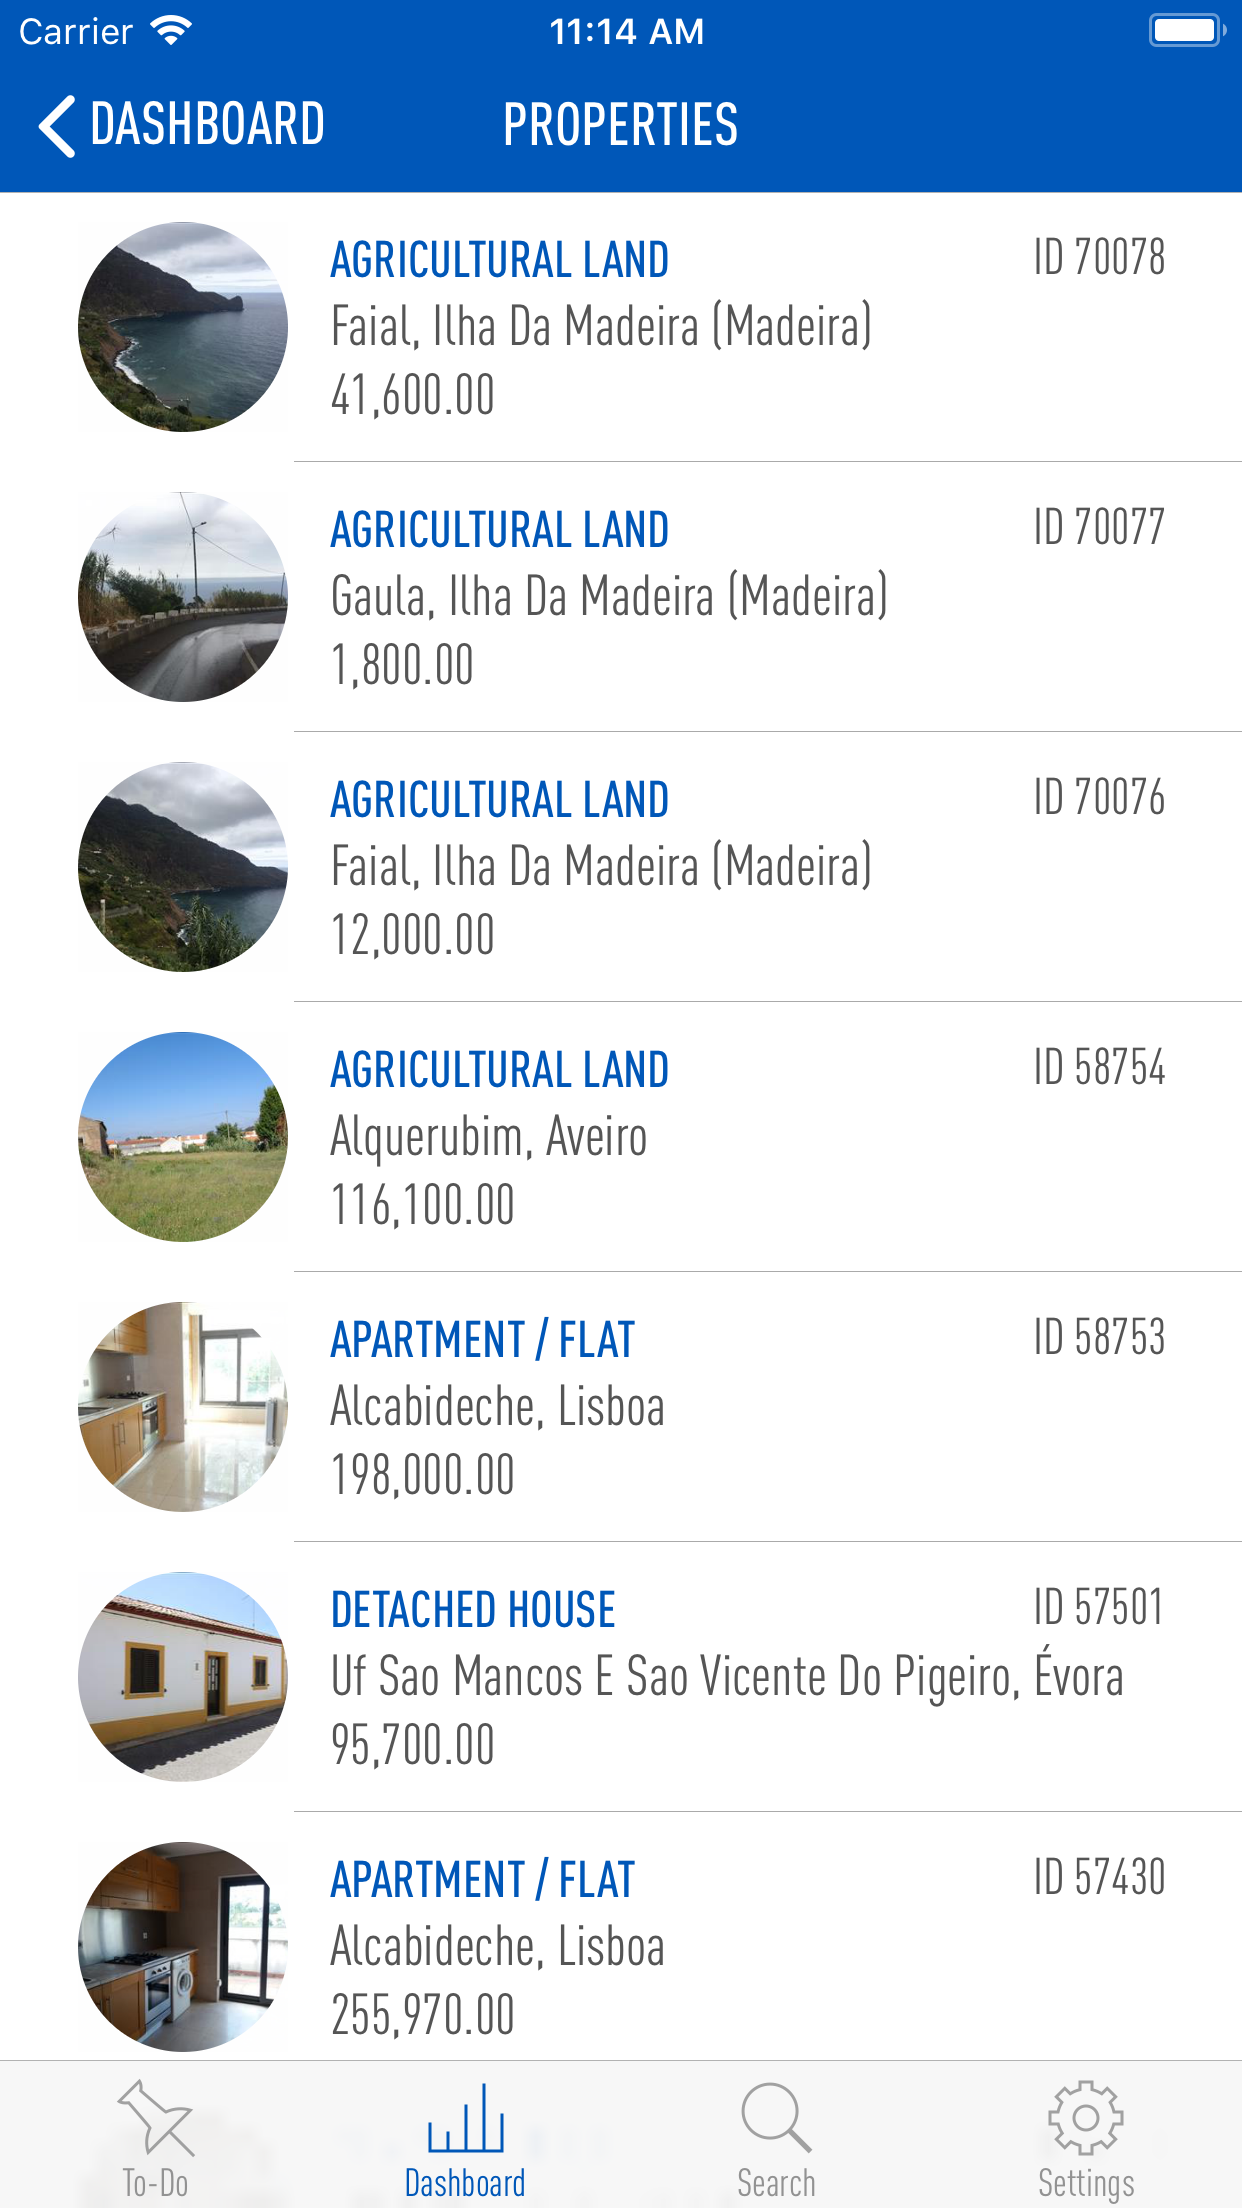 Carrier 11:14 AM
DASHBOARD PROPERTIES
AGRICULTURAL LAND ID 70078
Faial, Ilha Da Madeira (Madeira)
41,600.00
AGRICULTURAL LAND ID 70077
Gaula, Ilha Da Madeira (Madeira)
1,800.00
AGRICULTURAL LAND ID 70076
Faial, Ilha Da Madeira (Madeira)
12,000.00
AGRICULTURAL LAND ID 58754
Alquerubim, Aveiro
116,100.00
APARTMENT / FLAT ID 58753
Alcabideche, Lisboa
198,000.00
DETACHED HOUSE ID 57501
Uf Sao Mancos E Sao Vicente Do Pigeiro, Évora
95,700.00
APARTMENT / FLAT ID 57430
Alcabideche, Lisboa
255,970.00
To-Do Dashboard Search Settings